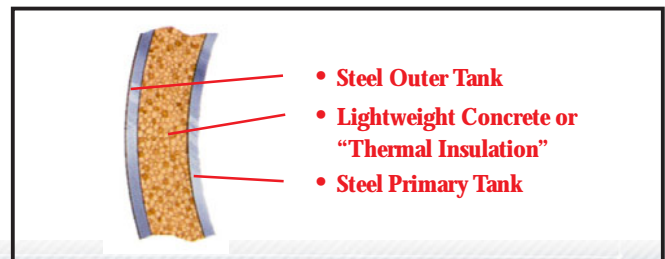 • Steel Outer Tank
• Lightweight Concrete or
“Thermal Insulation”
• Steel Primary Tank